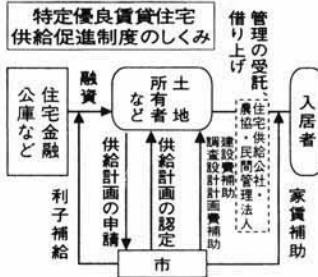 特定優良賃貸住宅
供給促進制度のしくみ
住宅金融
公庫など
融資
土地
所有者
など
管理の受託、
借り上げ
住宅供給公社・
農協・民間管理法人
入居者
利子補給
供給計画の申請
供給計画の認定
建設費補助
調査設計計画費補助
家賃補助
市